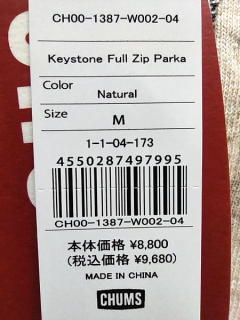 CH00-1387-W002-04
Keystone Full Zip Parka
Color
Natural
Size
M
1-1-04-173
4550287497995
CH00-1387-W002-04
本体価格 ¥8,800
(税込価格 ¥9,680)
MADE IN CHINA
CHUMS